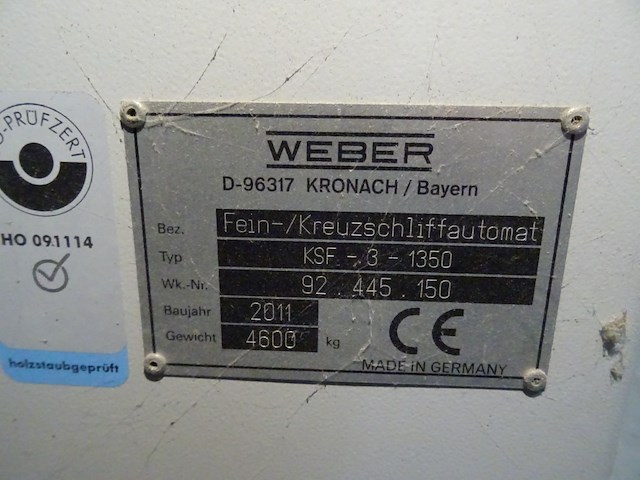 PRÜFZERT
HO 09.1114
holzstaubgeprüft
WEBER
D-96317 KRONACH / Bayern
Bez. Fein-/Kreuzschliffautomat
Typ KSF - 3 - 1350
Wk.-Nr. 92 . 445 . 150
Baujahr 2011
Gewicht 4600 kg
CE
MADE IN GERMANY